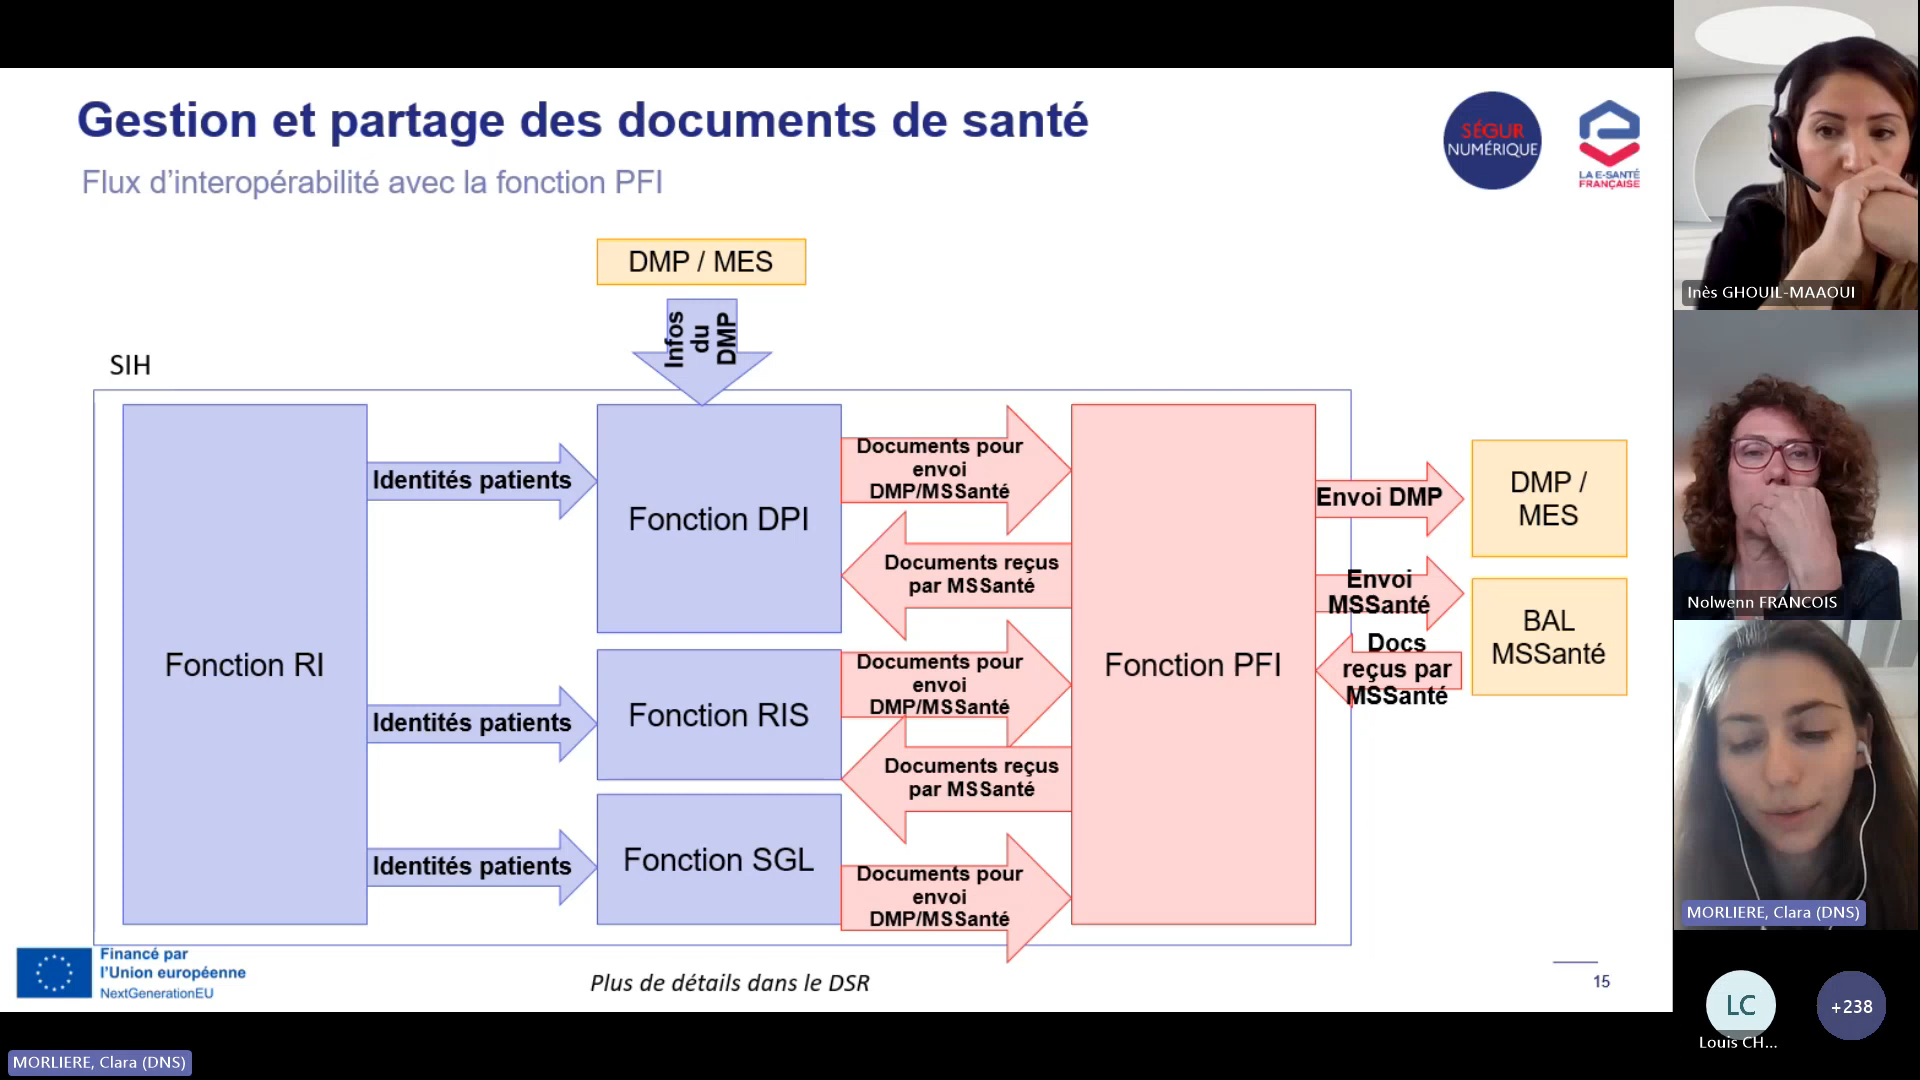 Gestion et partage des documents de santé
Flux d’interopérabilité avec la fonction PFI
SÉGUR
NUMÉRIQUE
LA E-SANTÉ
FRANÇAISE
DMP / MES
Infos
du
DMP
SIH
Fonction RI
Identités patients
Identités patients
Identités patients
Fonction DPI
Fonction RIS
Fonction SGL
Documents pour
envoi
DMP/MSSanté
Documents reçus
par MSSanté
Documents pour
envoi
DMP/MSSanté
Documents reçus
par MSSanté
Documents pour
envoi
DMP/MSSanté
Fonction PFI
Envoi DMP
Envoi
MSSanté
Docs
reçus par
MSSanté
DMP /
MES
BAL
MSSanté
Financé par
l’Union européenne
NextGenerationEU
Plus de détails dans le DSR
15
Inès GHOUIL-MAAOUI
Nolwenn FRANCOIS
MORLIERE, Clara (DNS)
LC
Louis CH...
+238
MORLIERE, Clara (DNS)